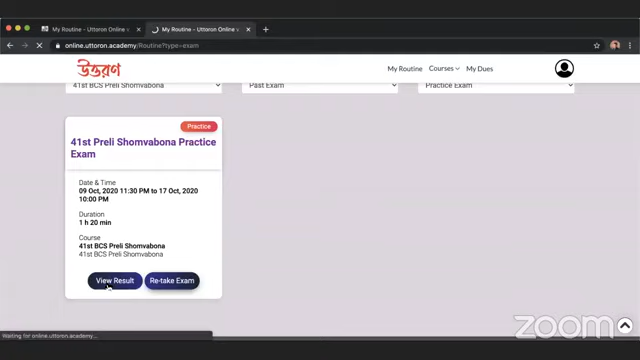 My Routine - Uttoron Online
My Routine - Uttoron Online
online.uttoron.academy/Routine?type=exam
উত্তরণ
My Routine
Courses
My Dues
41st BCS Preli Shomvabona
Past Exam
Practice Exam
Practice
41st Preli Shomvabona Practice
Exam
Date & Time
09 Oct, 2020 11:30 PM to 17 Oct, 2020
10:00 PM
Duration
1 h 20 min
Course
41st BCS Preli Shomvabona
41st BCS Preli Shomvabona
View Result
Re-take Exam
Waiting for online.uttoron.academy...
zoom